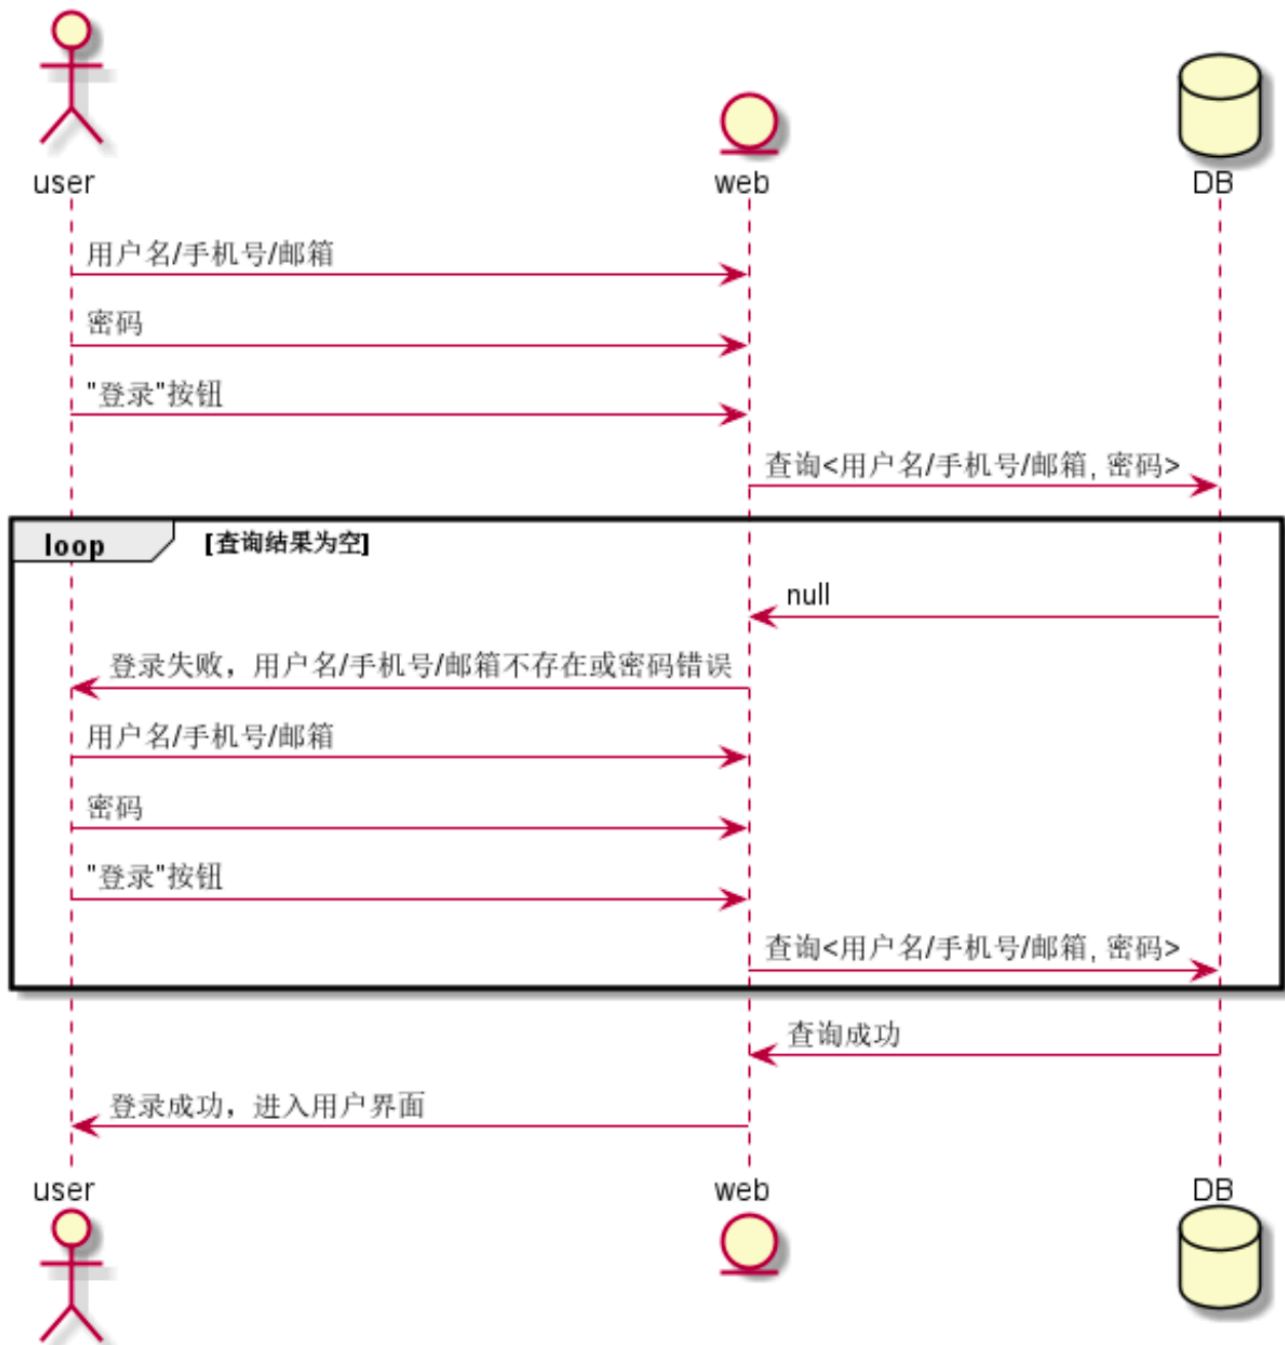 user
web
DB
用户名/手机号/邮箱
密码
"登录"按钮
查询<用户名/手机号/邮箱, 密码>
loop
[查询结果为空]
null
登录失败，用户名/手机号/邮箱不存在或密码错误
用户名/手机号/邮箱
密码
"登录"按钮
查询<用户名/手机号/邮箱, 密码>
查询成功
登录成功，进入用户界面
user
web
DB